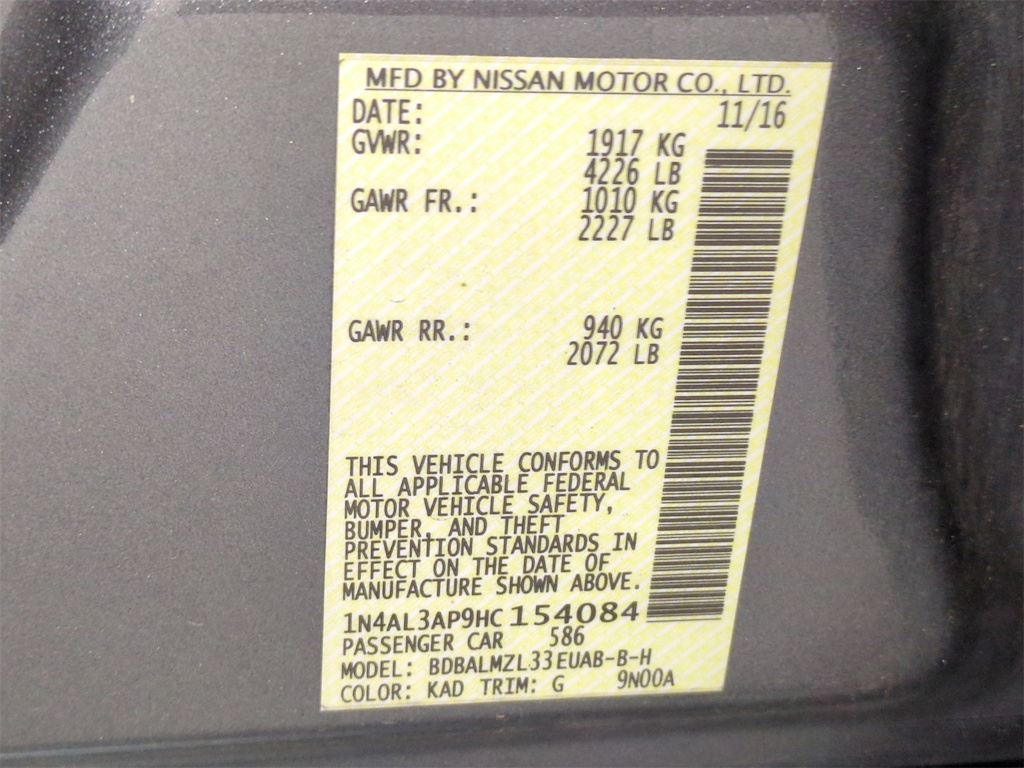 MFD BY NISSAN MOTOR CO., LTD.
DATE: 11/16
GVWR: 1917 KG
4226 LB
GAWR FR.: 1010 KG
2227 LB
GAWR RR.: 940 KG
2072 LB
THIS VEHICLE CONFORMS TO
ALL APPLICABLE FEDERAL
MOTOR VEHICLE SAFETY,
BUMPER, AND THEFT
PREVENTION STANDARDS IN
EFFECT ON THE DATE OF
MANUFACTURE SHOWN ABOVE.
1N4AL3AP9HC154084
PASSENGER CAR 586
MODEL: BDBALMZL33EUAB-B-H
COLOR: KAD TRIM: G 9N00A